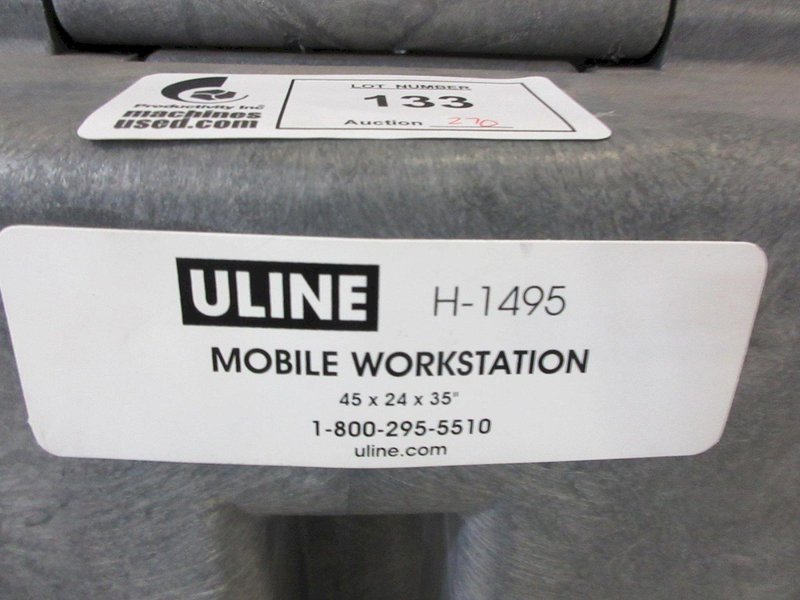 Productivity Inc
machines
used.com
LOT NUMBER
133
Auction 270
ULINE H-1495
MOBILE WORKSTATION
45 x 24 x 35"
1-800-295-5510
uline.com